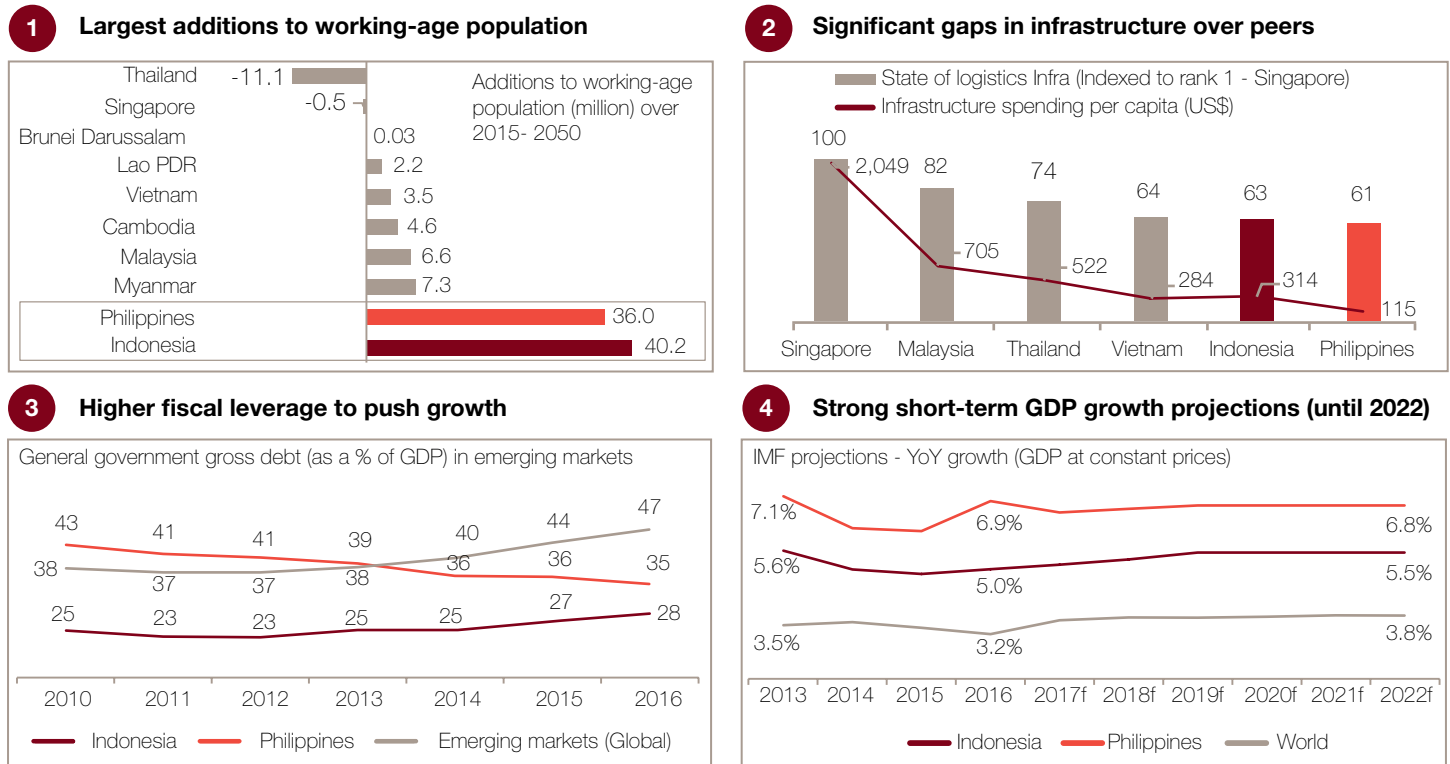 1 Largest additions to working-age population
Additions to working-age
population (million) over
2015- 2050
Thailand -11.1
Singapore -0.5
Brunei Darussalam 0.03
Lao PDR 2.2
Vietnam 3.5
Cambodia 4.6
Malaysia 6.6
Myanmar 7.3
Philippines 36.0
Indonesia 40.2
2 Significant gaps in infrastructure over peers
State of logistics Infra (Indexed to rank 1 - Singapore)
Infrastructure spending per capita (US$)
100 82 74 64 63 61
2,049 705 522 284 314 115
Singapore Malaysia Thailand Vietnam Indonesia Philippines
3 Higher fiscal leverage to push growth
General government gross debt (as a % of GDP) in emerging markets
43 41 41 39 36 36 35
38 37 37 38 40 44 47
25 23 23 25 25 27 28
2010 2011 2012 2013 2014 2015 2016
Indonesia Philippines Emerging markets (Global)
4 Strong short-term GDP growth projections (until 2022)
IMF projections - YoY growth (GDP at constant prices)
7.1% 6.9% 6.8%
5.6% 5.0% 5.5%
3.5% 3.2% 3.8%
2013 2014 2015 2016 2017f 2018f 2019f 2020f 2021f 2022f
Indonesia Philippines World